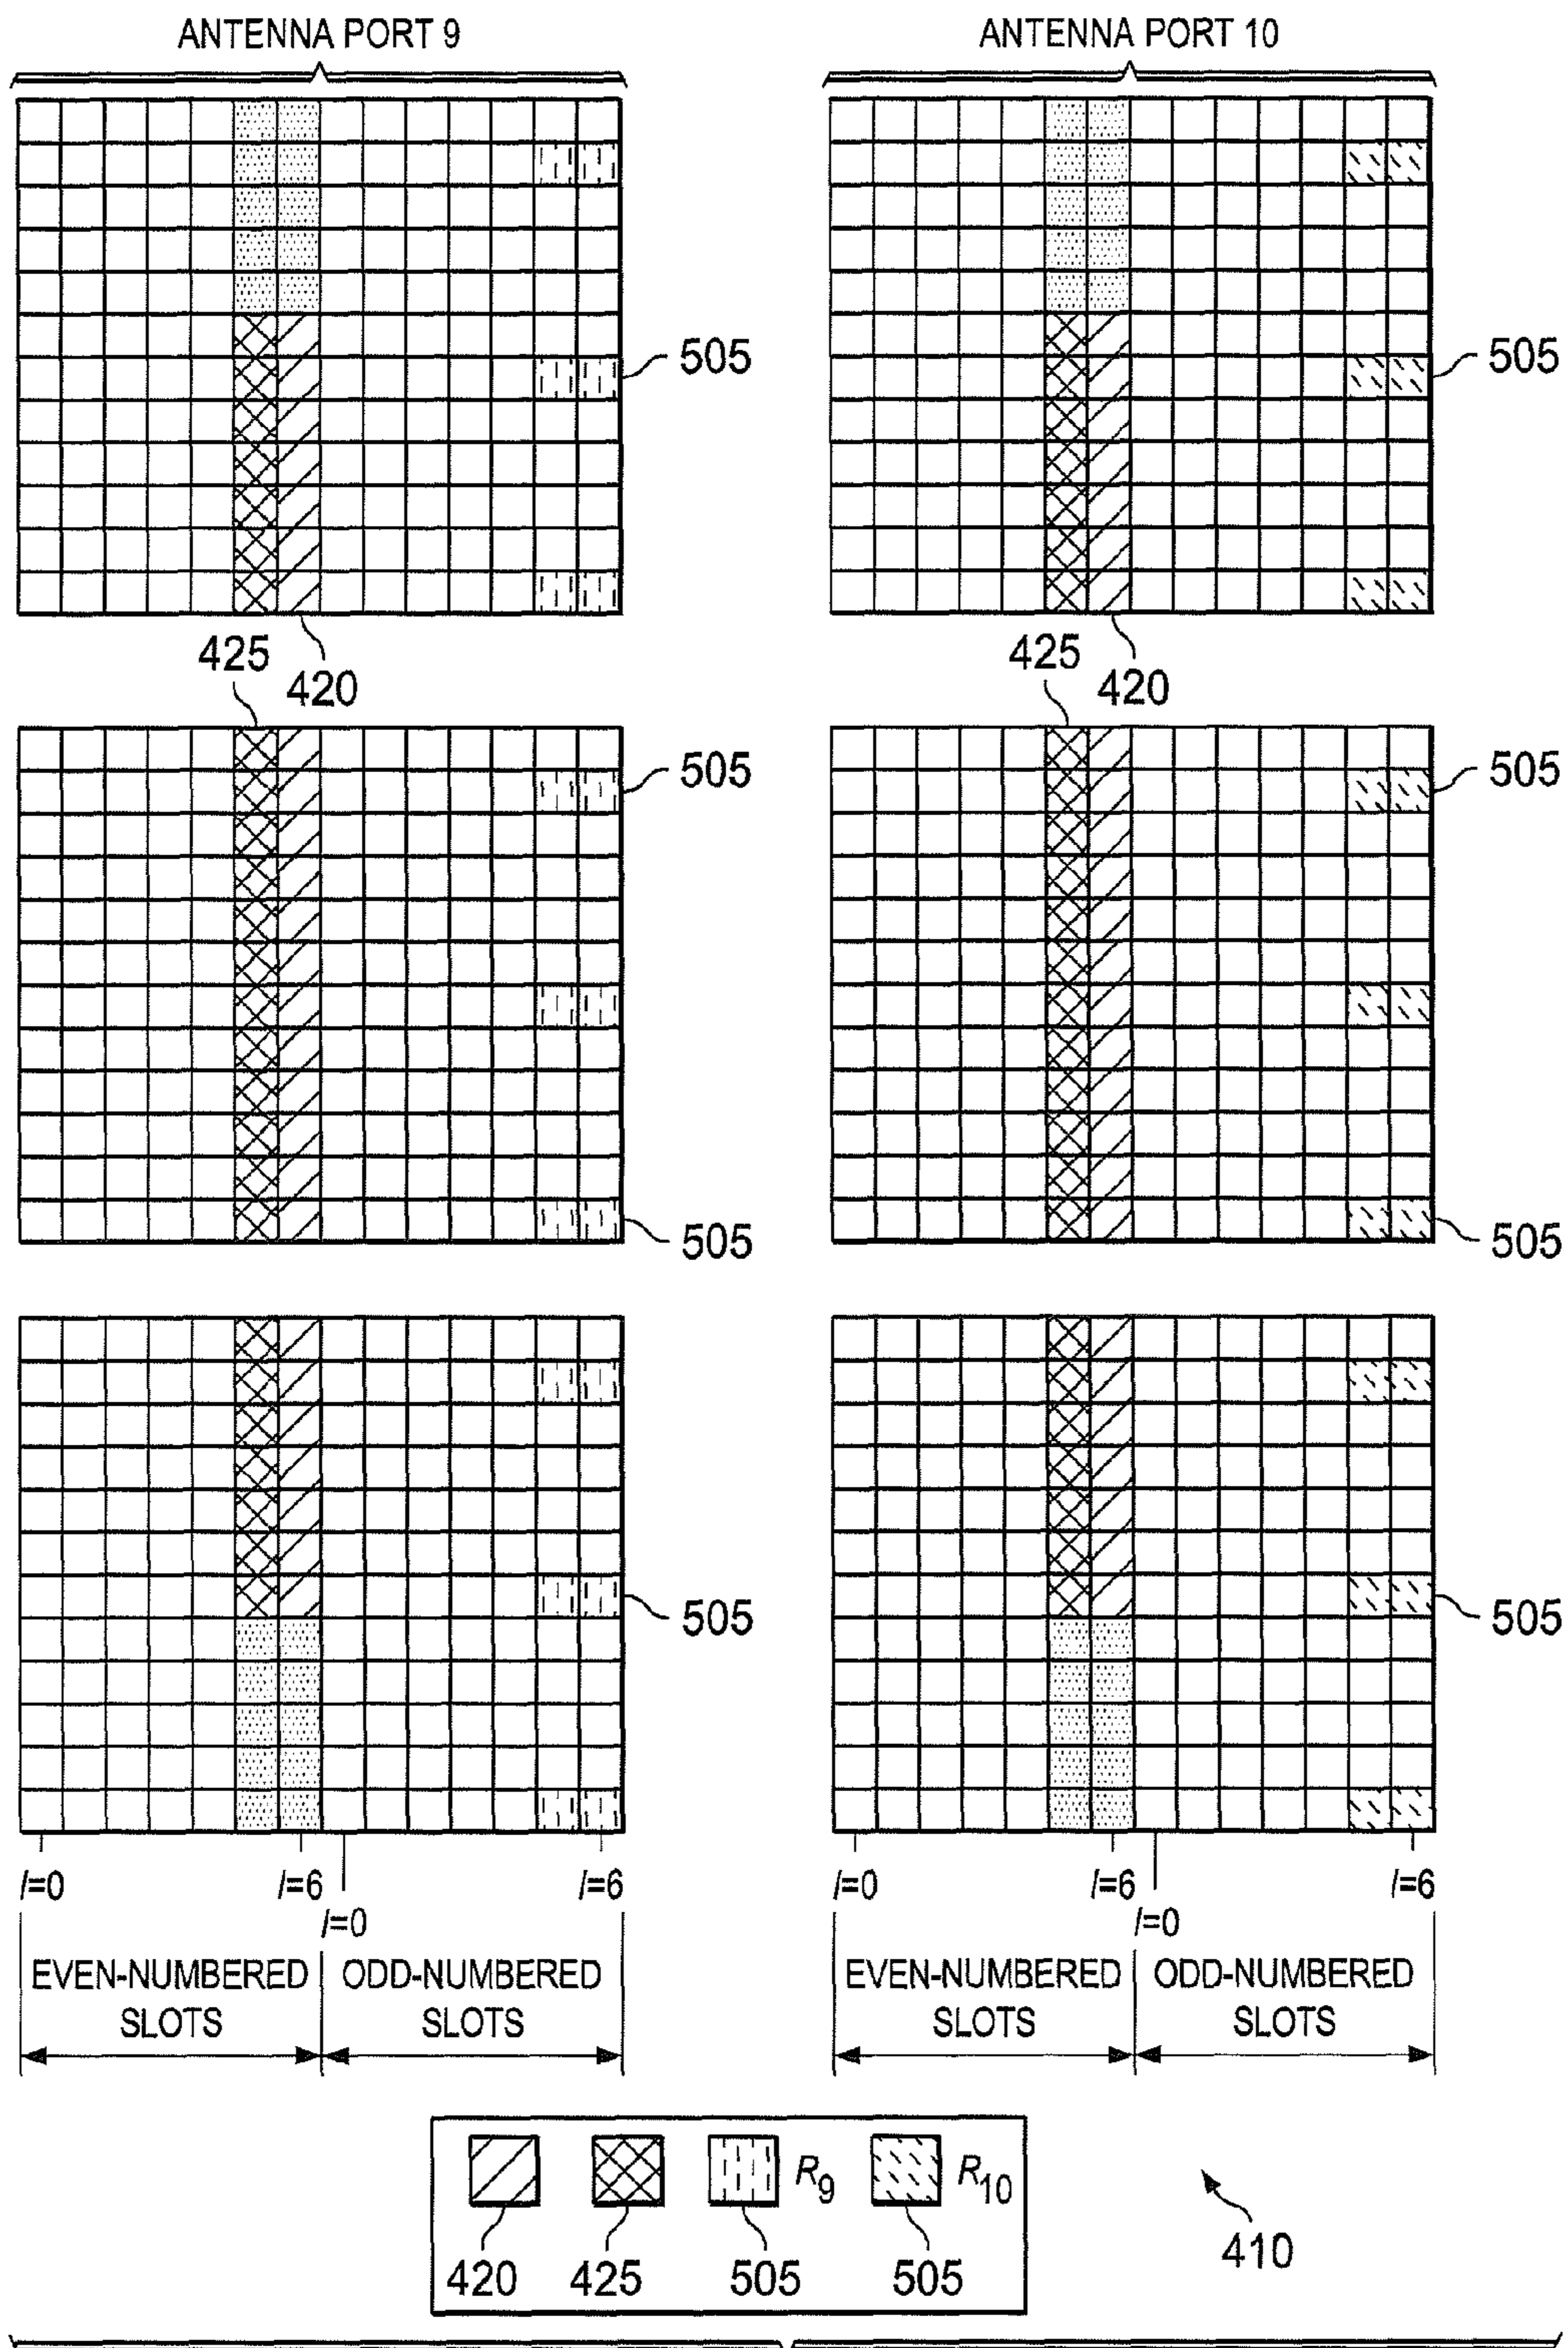 ANTENNA PORT 9
ANTENNA PORT 10
505
505
425
420
425
420
505
505
505
505
505
505
l=0
l=6
l=0
l=6
l=0
l=6
l=0
l=6
EVEN-NUMBERED SLOTS
ODD-NUMBERED SLOTS
EVEN-NUMBERED SLOTS
ODD-NUMBERED SLOTS
R9
R10
420
425
505
505
410